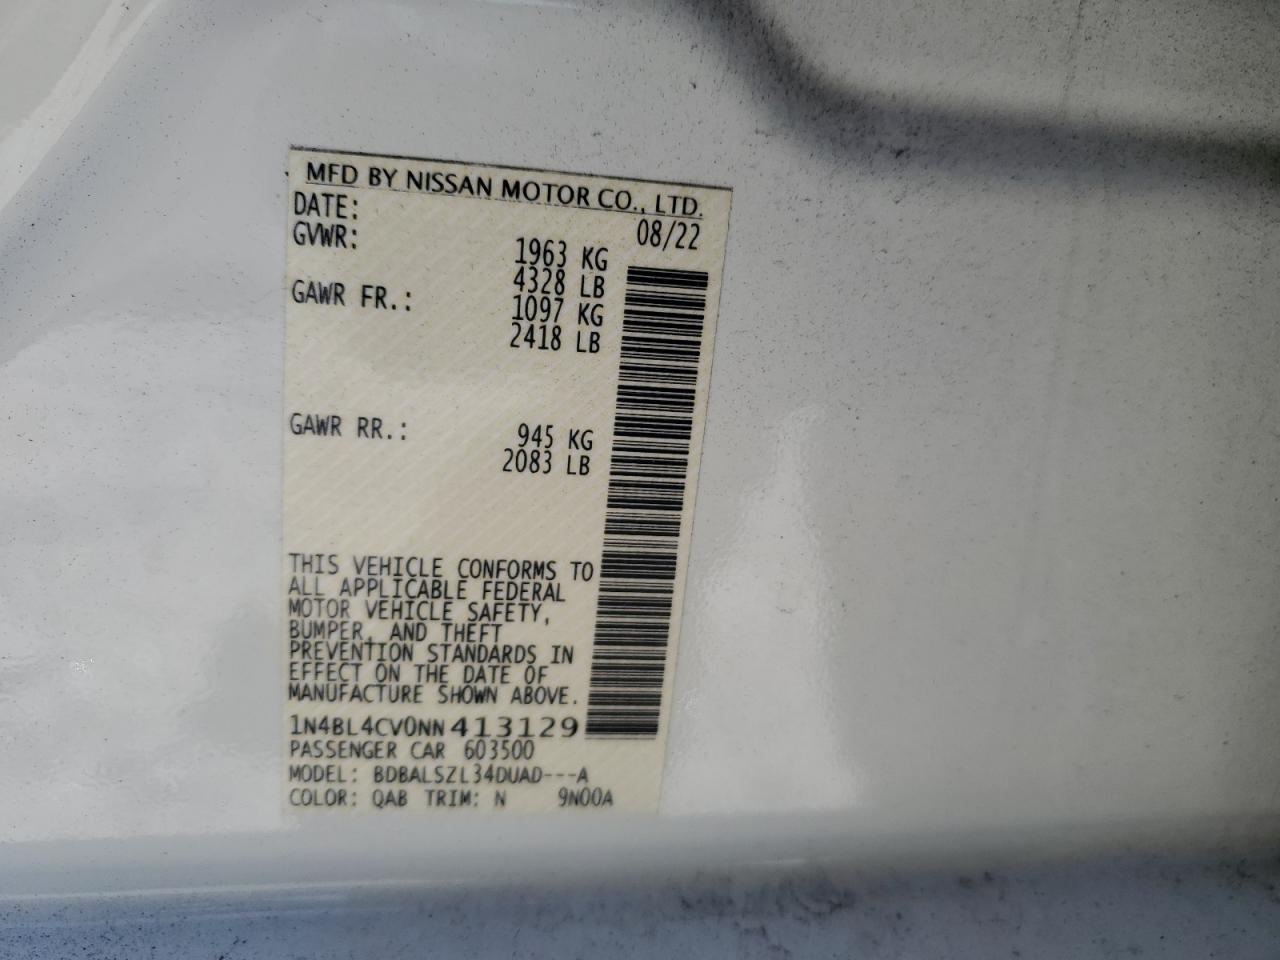 MFD BY NISSAN MOTOR CO., LTD.
DATE: 08/22
GVWR: 1963 KG
4328 LB
GAWR FR.: 1097 KG
2418 LB
GAWR RR.: 945 KG
2083 LB
THIS VEHICLE CONFORMS TO
ALL APPLICABLE FEDERAL
MOTOR VEHICLE SAFETY,
BUMPER, AND THEFT
PREVENTION STANDARDS IN
EFFECT ON THE DATE OF
MANUFACTURE SHOWN ABOVE.
1N4BL4CV0NN413129
PASSENGER CAR 603500
MODEL: BDBALSZL34DUAD---A
COLOR: QAB TRIM: N 9N00A